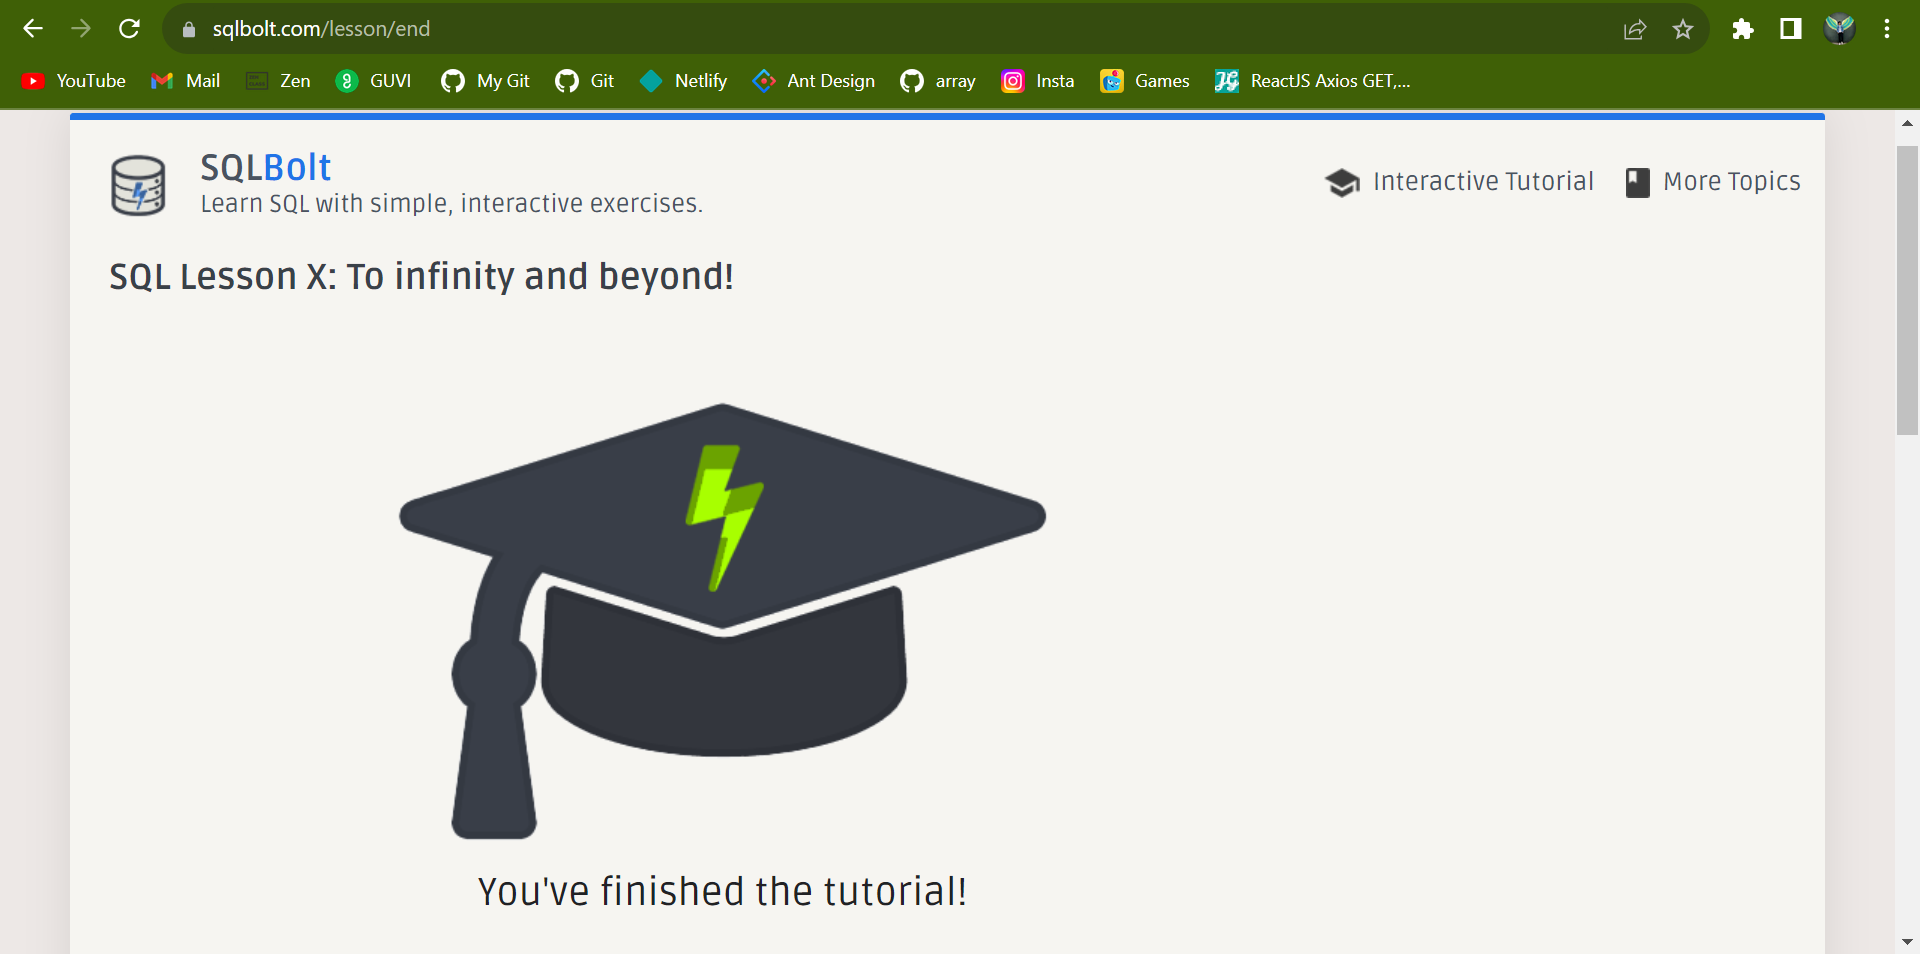 sqlbolt.com/lesson/end
YouTube Mail Zen GUVI My Git Git Netlify Ant Design array Insta Games ReactJS Axios GET,...
SQLBolt
Learn SQL with simple, interactive exercises.
Interactive Tutorial More Topics
SQL Lesson X: To infinity and beyond!
You've finished the tutorial!